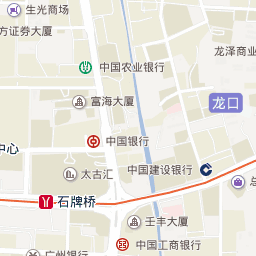 生光商场
方证券大厦
龙泽商业
中国农业银行
富海大厦
龙口
中国银行
中心
太古汇
中国建设银行
总
石牌桥
壬丰大厦
中国工商银行
广州银行